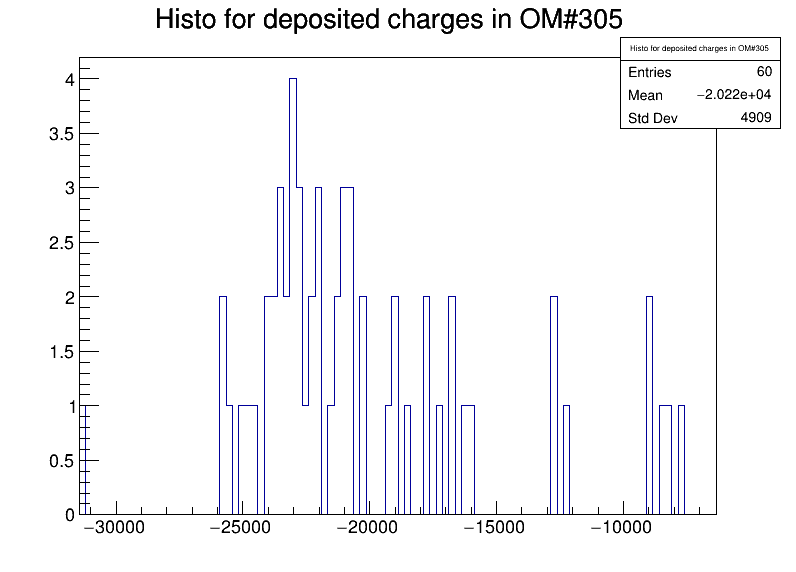 Histo for deposited charges in OM#305
Histo for deposited charges in OM#305
Entries 60
Mean −2.022e+04
Std Dev 4909
4
3.5
3
2.5
2
1.5
1
0.5
0
−30000 −25000 −20000 −15000 −10000